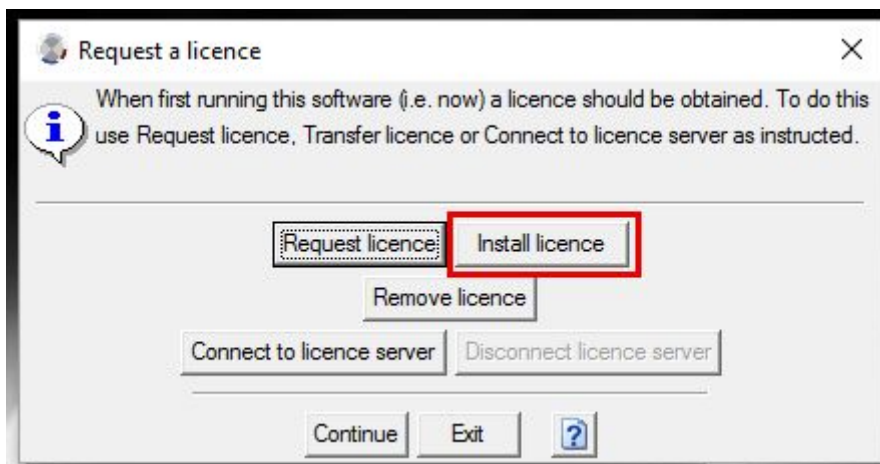 Request a licence
When first running this software (i.e. now) a licence should be obtained. To do this
use Request licence, Transfer licence or Connect to licence server as instructed.
Request licence Install licence
Remove licence
Connect to licence server Disconnect licence server
Continue Exit ?